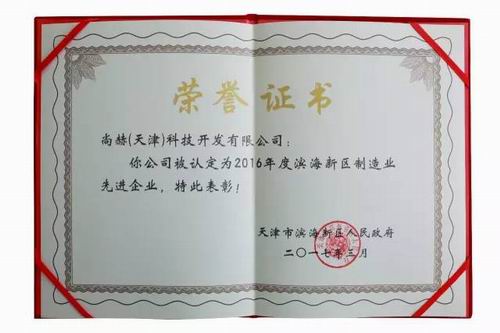 荣誉证书
尚赫(天津)科技开发有限公司：
你公司被认定为2016年度滨海新区制造业
先进企业，特此表彰！
天津市滨海新区人民政府
二〇一七年三月